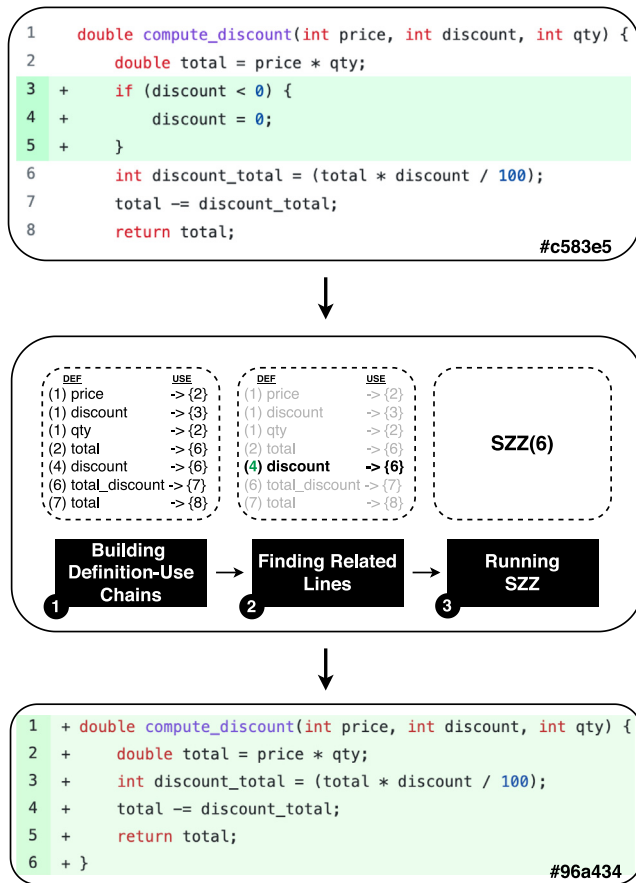 1 double compute_discount(int price, int discount, int qty) {
2 double total = price * qty;
3 + if (discount < 0) {
4 + discount = 0;
5 + }
6 int discount_total = (total * discount / 100);
7 total -= discount_total;
8 return total;
#c583e5
DEF USE
(1) price -> {2}
(1) discount -> {3}
(1) qty -> {2}
(2) total -> {6}
(4) discount -> {6}
(6) total_discount -> {7}
(7) total -> {8}
DEF USE
(1) price -> {2}
(1) discount -> {3}
(1) qty -> {2}
(2) total -> {6}
(4) discount -> {6}
(6) total_discount -> {7}
(7) total -> {8}
SZZ(6)
Building
Definition-Use
Chains
1
Finding Related
Lines
2
Running
SZZ
3
1 + double compute_discount(int price, int discount, int qty) {
2 + double total = price * qty;
3 + int discount_total = (total * discount / 100);
4 + total -= discount_total;
5 + return total;
6 + }
#96a434